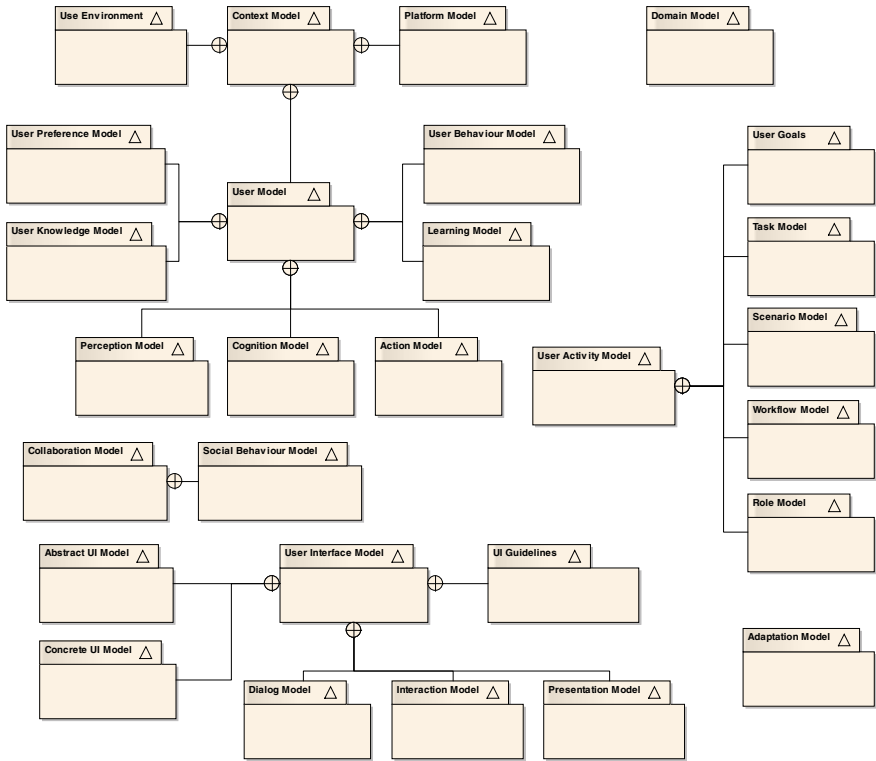 Use Environment
Context Model
Platform Model
Domain Model
User Preference Model
User Behaviour Model
User Goals
User Model
User Knowledge Model
Learning Model
Task Model
Scenario Model
Perception Model
Cognition Model
Action Model
User Activity Model
Workflow Model
Collaboration Model
Social Behaviour Model
Role Model
Abstract UI Model
User Interface Model
UI Guidelines
Adaptation Model
Concrete UI Model
Dialog Model
Interaction Model
Presentation Model